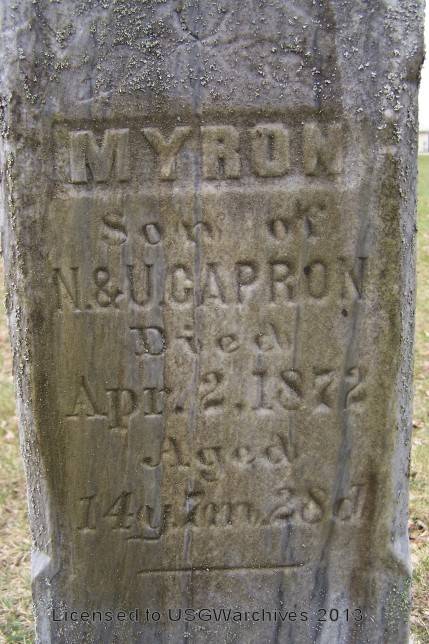 MYRON
Son of
N. & U. CAPRON
Died
Apr. 2, 1872
Aged
14y. 7m. 28d
Licensed to USGWarchives 2013